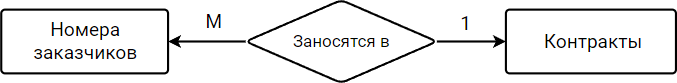 Номера
заказчиков
М
Заносятся в
1
Контракты